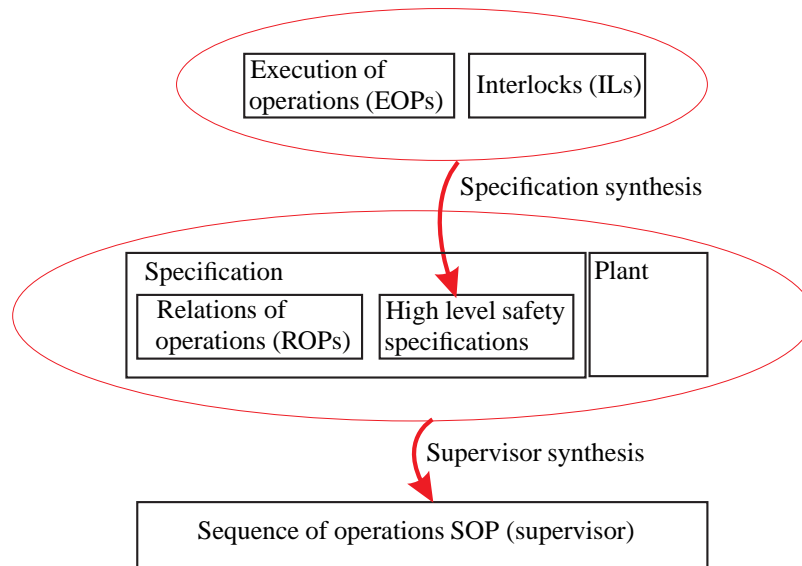 Execution of
operations (EOPs)
Interlocks (ILs)
Specification synthesis
Specification
Plant
Relations of
operations (ROPs)
High level safety
specifications
Supervisor synthesis
Sequence of operations SOP (supervisor)